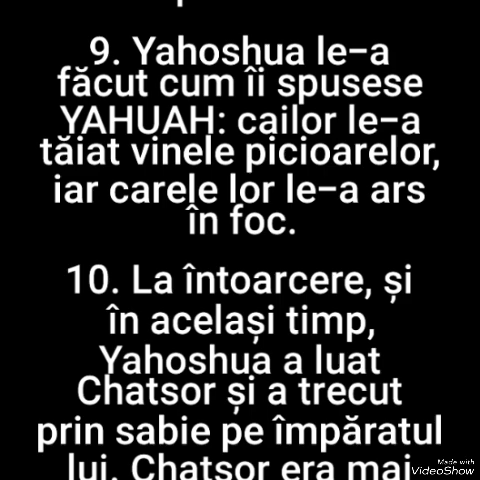 9. Yahoshua le-a
făcut cum îi spusese
YAHUAH: cailor le-a
tăiat vinele picioarelor,
iar carele lor le-a ars
în foc.
10. La întoarcere, și
în același timp,
Yahoshua a luat
Chatsor și a trecut
prin sabie pe împăratul
lui. Chatsor era mai
Made with
VideoShow